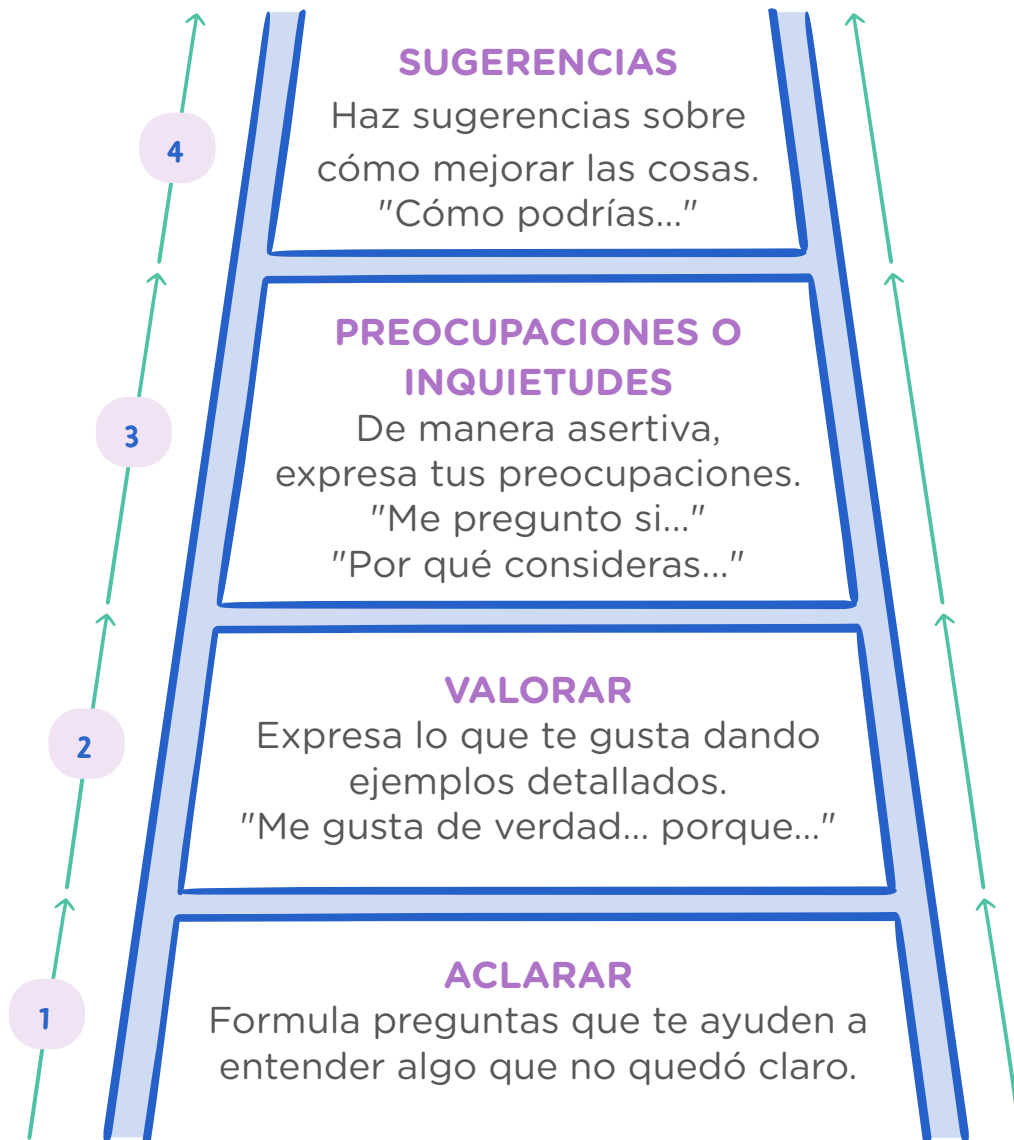 SUGERENCIAS
Haz sugerencias sobre
cómo mejorar las cosas.
"Cómo podrías..."
4
PREOCUPACIONES O
INQUIETUDES
De manera asertiva,
expresa tus preocupaciones.
"Me pregunto si..."
"Por qué consideras..."
3
VALORAR
Expresa lo que te gusta dando
ejemplos detallados.
"Me gusta de verdad... porque..."
2
ACLARAR
Formula preguntas que te ayuden a
entender algo que no quedó claro.
1